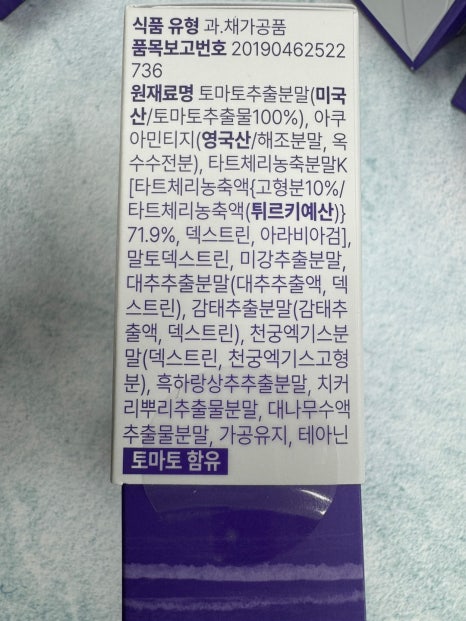 식품 유형 과.채가공품
품목보고번호 20190462522
736
원재료명 토마토추출분말(미국
산/토마토추출물100%), 아쿠
아민티지(영국산/해조분말, 옥
수수전분), 타트체리농축분말K
[타트체리농축액{고형분10%/
타트체리농축액(튀르키예산)}
71.9%, 덱스트린, 아라비아검],
말토덱스트린, 미강추출분말,
대추추출분말(대추추출액, 덱
스트린), 감태추출분말(감태추
출액, 덱스트린), 천궁엑기스분
말(덱스트린, 천궁엑기스고형
분), 흑하랑상추추출분말, 치커
리뿌리추출물분말, 대나무수액
추출물분말, 가공유지, 테아닌
토마토 함유